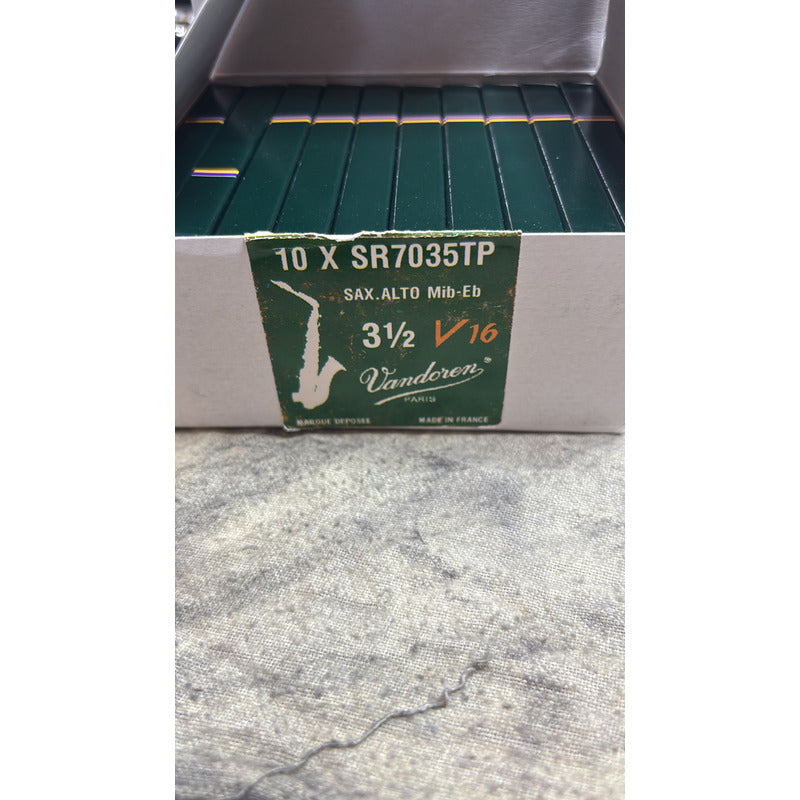 10 X SR7035TP
SAX.ALTO Mib-Eb
3½ V16
Vandoren®
PARIS
MARQUE DEPOSEE MADE IN FRANCE